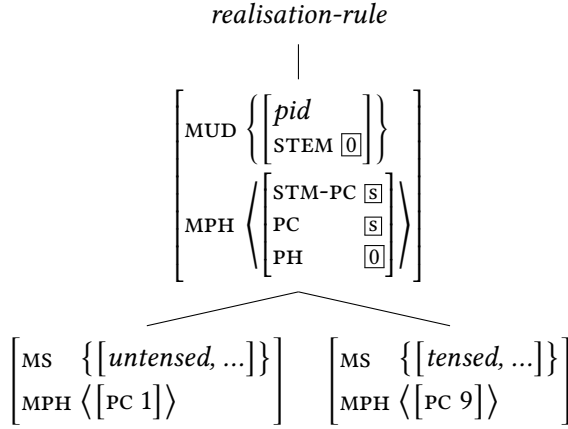 realisation-rule
MUD { [ pid
STEM 0 ] }
MPH ⟨ [ STM-PC s
PC s
PH 0 ] ⟩
MS {[untensed, ...]} MS {[tensed, ...]}
MPH ⟨[PC 1]⟩ MPH ⟨[PC 9]⟩